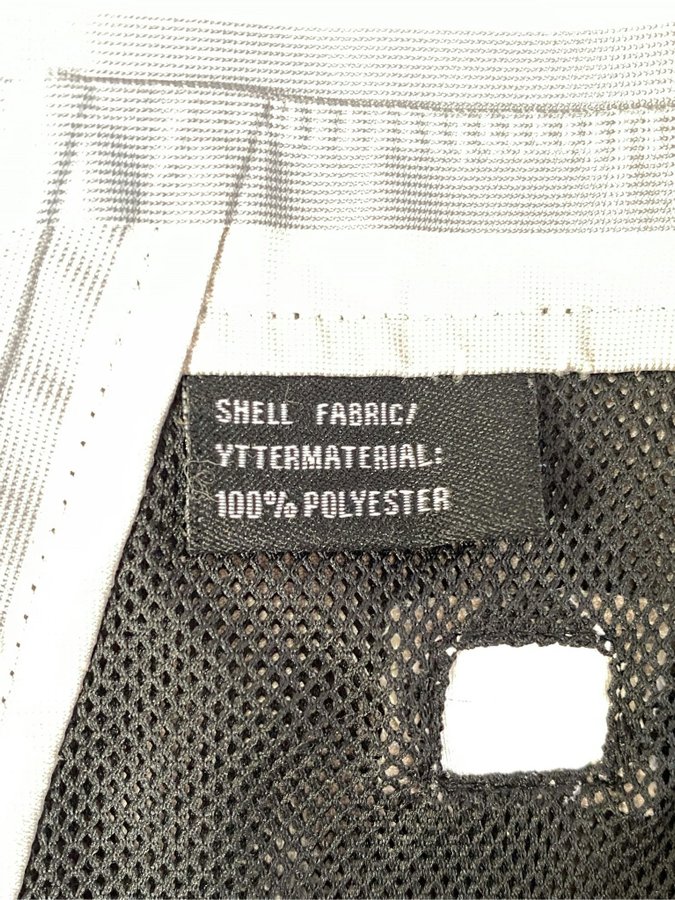 SHELL FABRIC/
YTTERMATERIAL:
100% POLYESTER